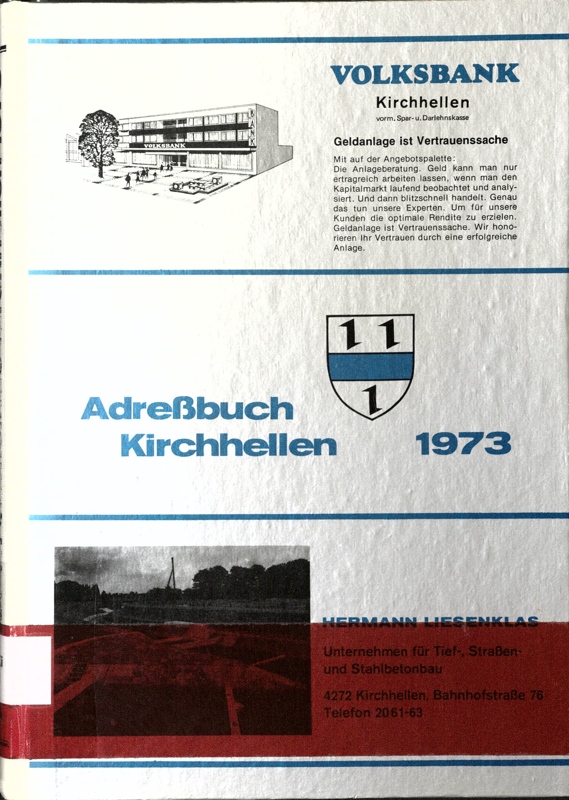 VOLKSBANK
Kirchhellen
vorm. Spar- u. Darlehnskasse
Geldanlage ist Vertrauenssache
Mit auf der Angebotspalette:
Die Anlageberatung. Geld kann man nur
ertragreich arbeiten lassen, wenn man den
Kapitalmarkt laufend beobachtet und analy-
siert. Und dann blitzschnell handelt. Genau
das tun unsere Experten. Um für unsere
Kunden die optimale Rendite zu erzielen.
Geldanlage ist Vertrauenssache. Wir hono-
rieren Ihr Vertrauen durch eine erfolgreiche
Anlage.
VOLKSBANK
BANK
1 1
1
Adreßbuch
Kirchhellen 1973
HERMANN LIESENKLAS
Unternehmen für Tief-, Straßen-
und Stahlbetonbau
4272 Kirchhellen, Bahnhofstraße 76
Telefon 2061-63